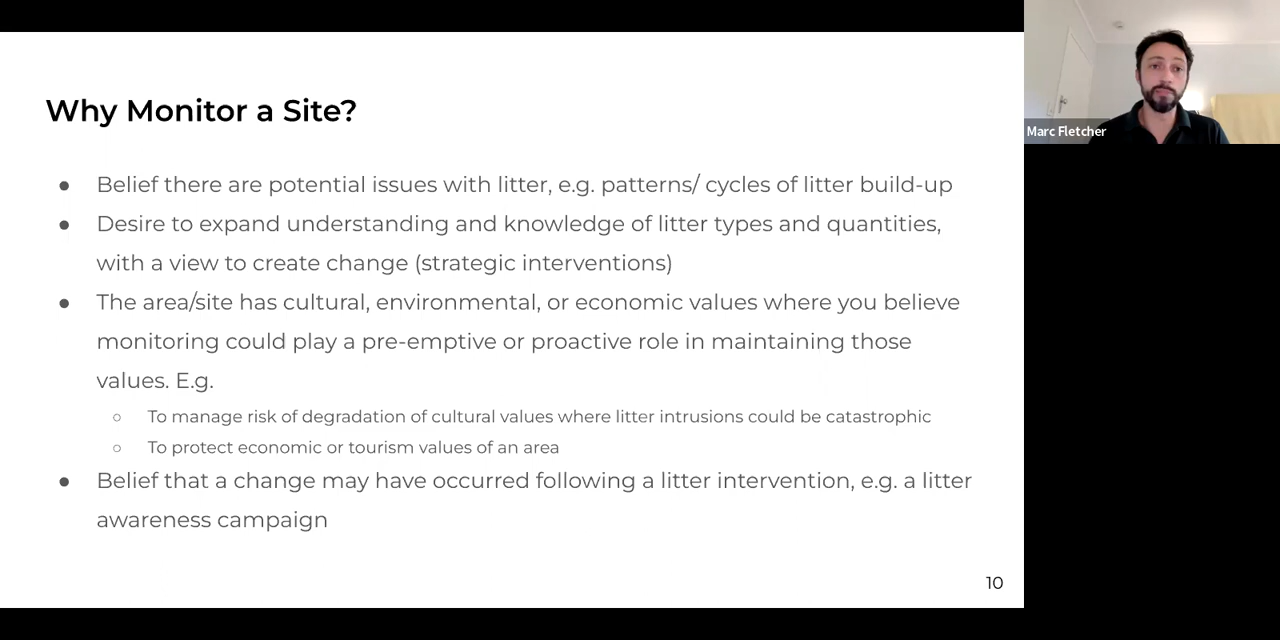 Why Monitor a Site?
● Belief there are potential issues with litter, e.g. patterns/ cycles of litter build-up
● Desire to expand understanding and knowledge of litter types and quantities,
with a view to create change (strategic interventions)
● The area/site has cultural, environmental, or economic values where you believe
monitoring could play a pre-emptive or proactive role in maintaining those
values. E.g.
○ To manage risk of degradation of cultural values where litter intrusions could be catastrophic
○ To protect economic or tourism values of an area
● Belief that a change may have occurred following a litter intervention, e.g. a litter
awareness campaign
10
Marc Fletcher